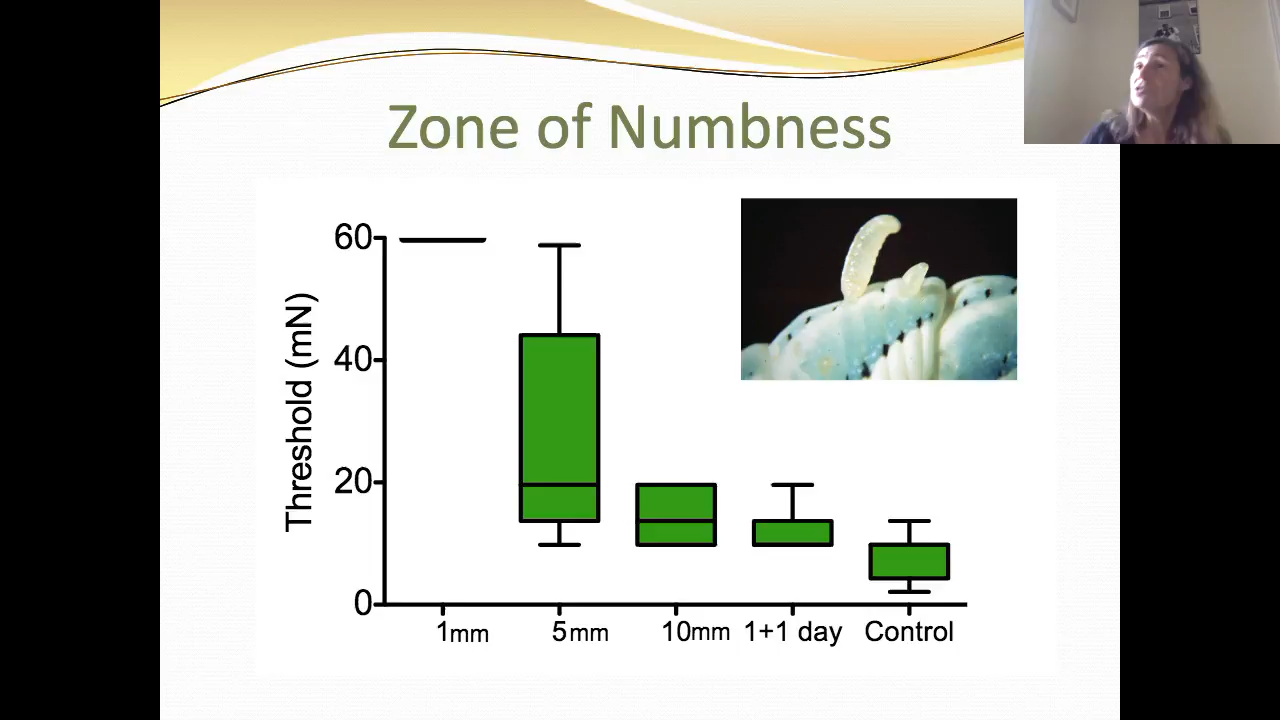 Zone of Numbness
Threshold (mN)
60
40
20
0
1mm
5mm
10mm
1+1 day
Control